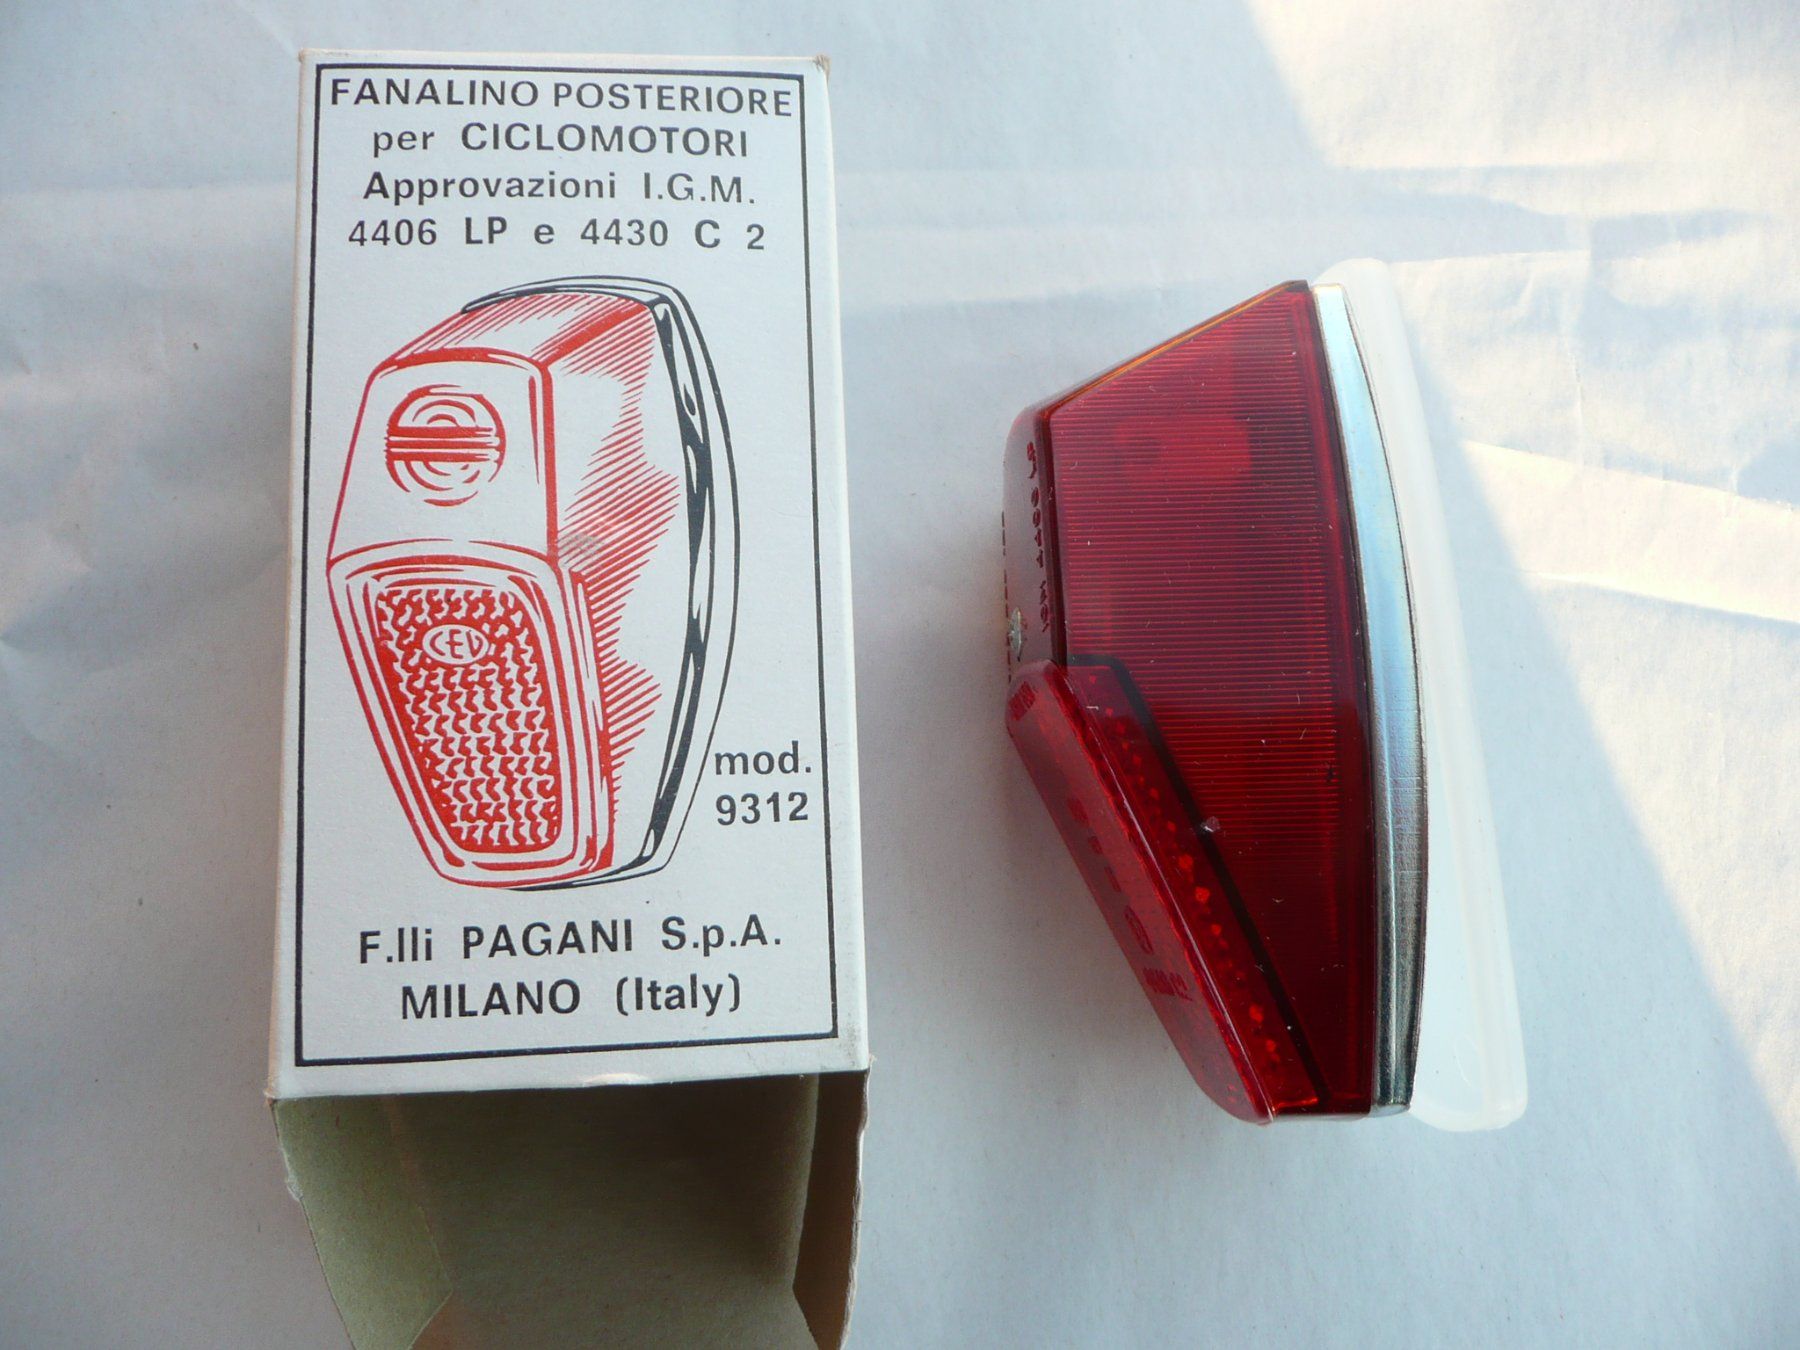 FANALINO POSTERIORE
per CICLOMOTORI
Approvazioni I.G.M.
4406 LP e 4430 C 2
CEV
mod.
9312
F.lli PAGANI S.p.A.
MILANO (Italy)